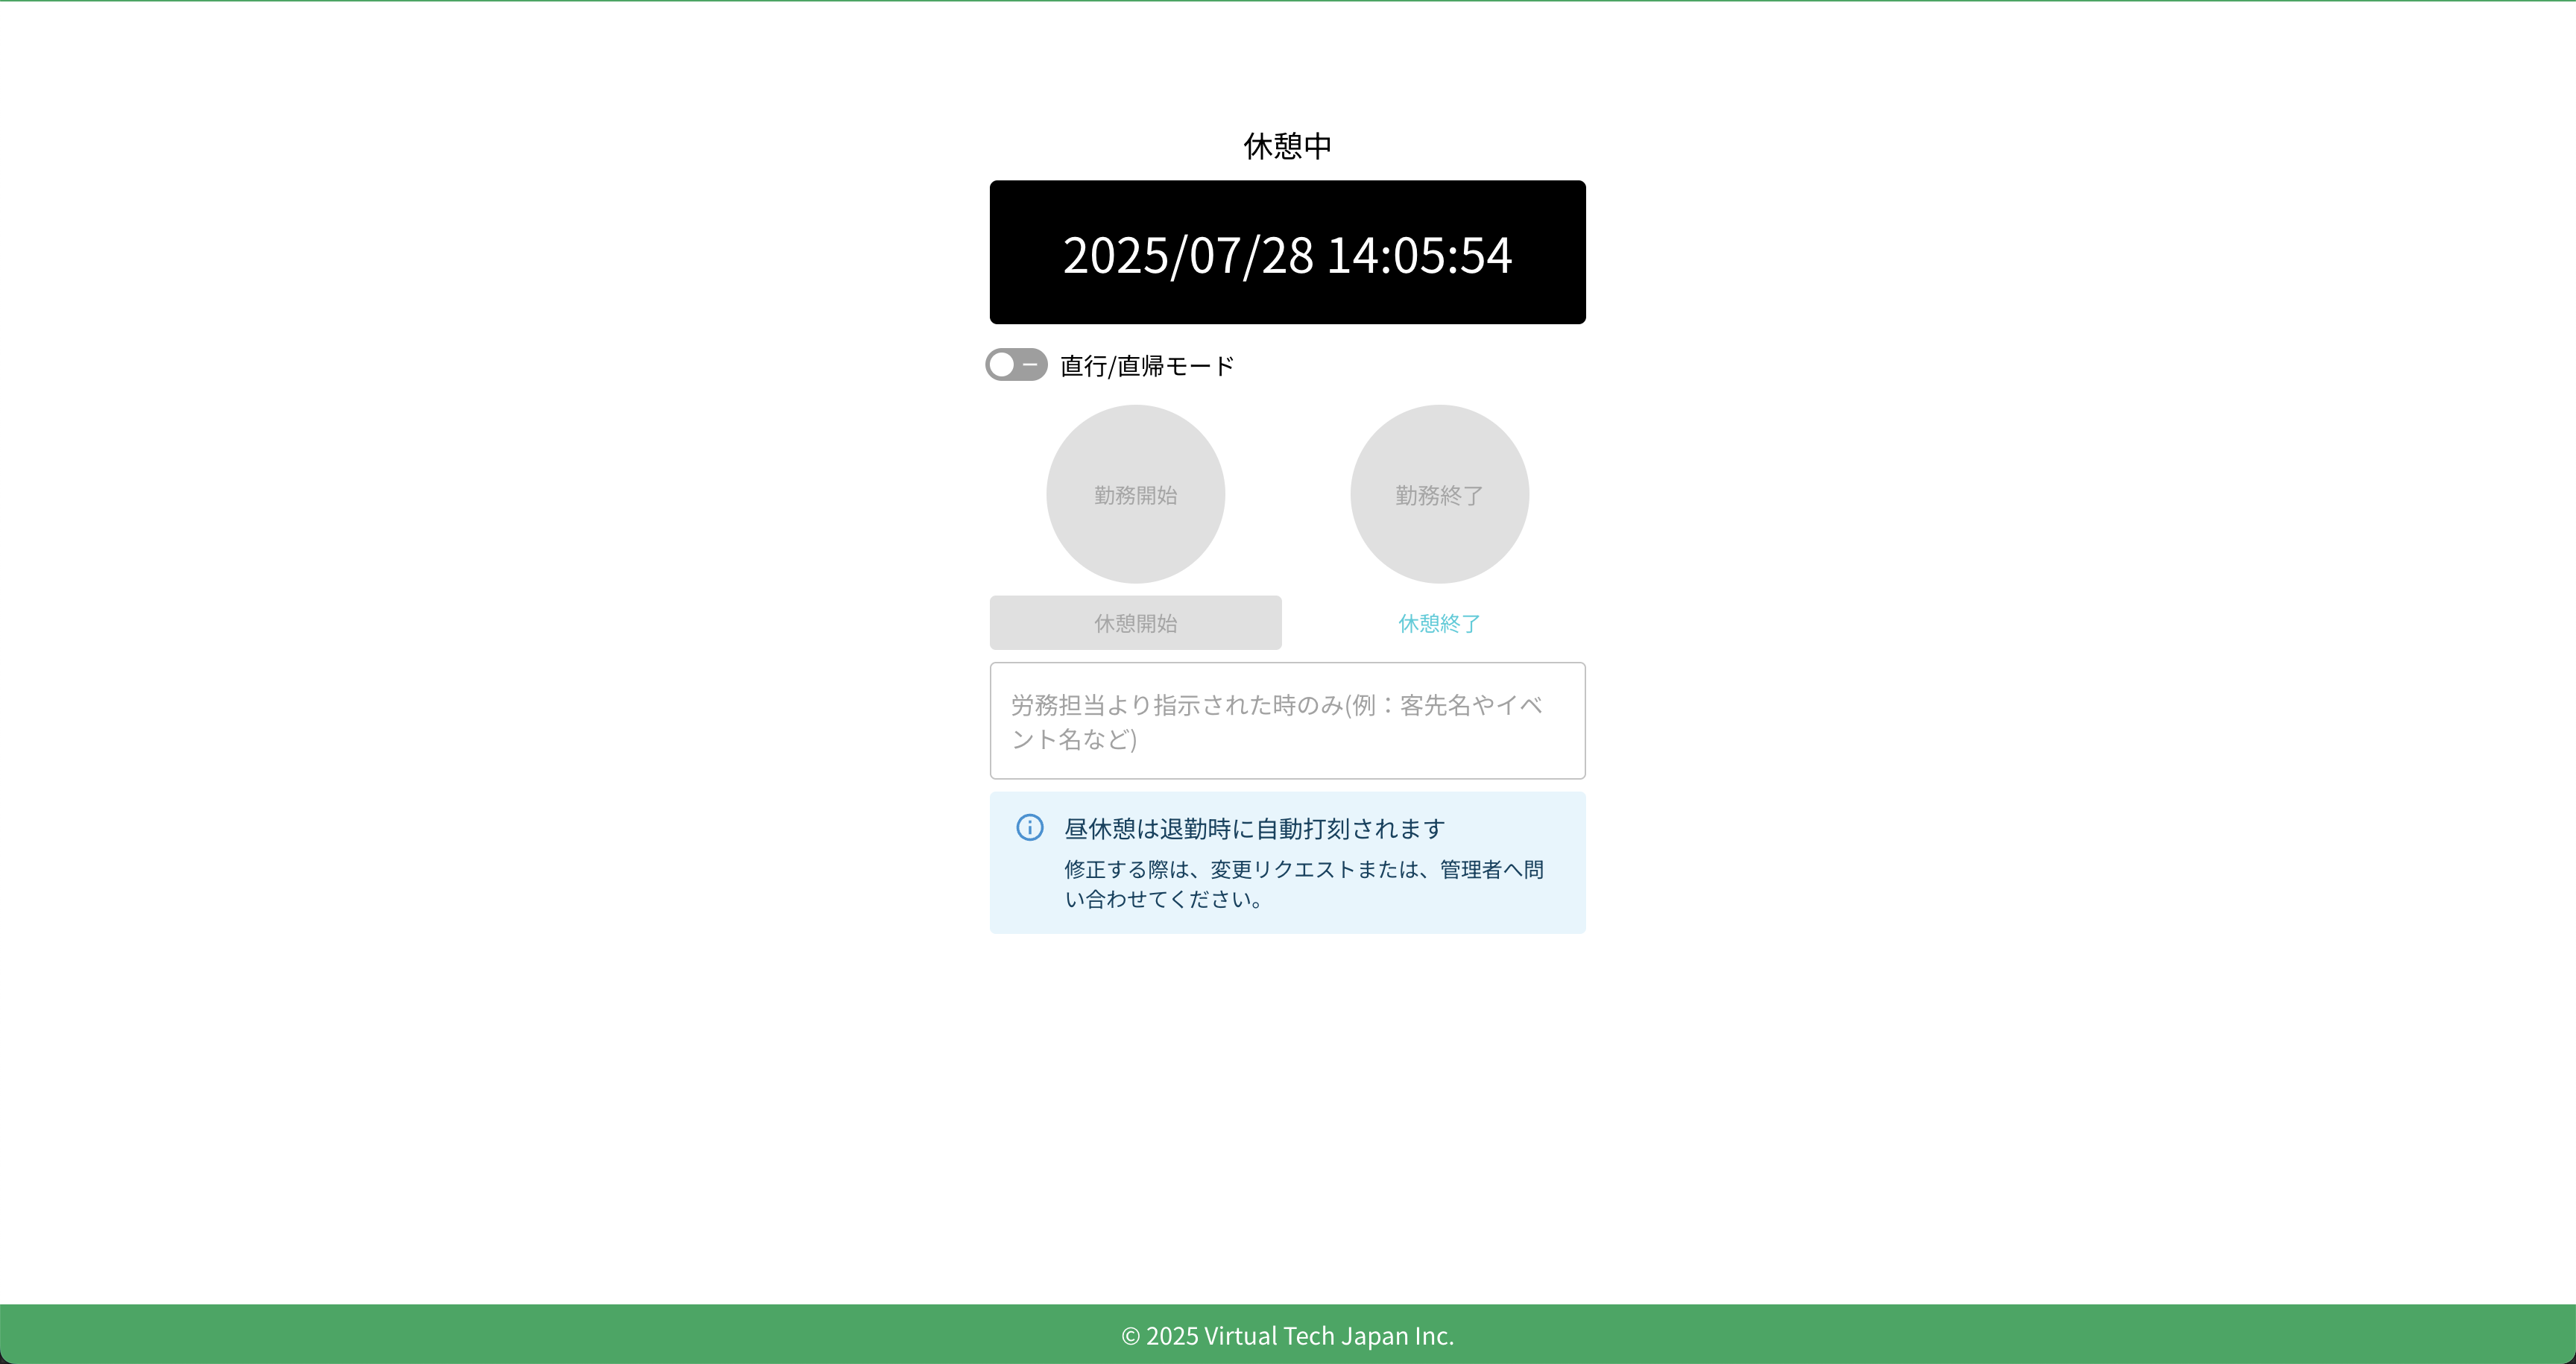 休憩中
2025/07/28 14:05:54
直行/直帰モード
勤務開始
勤務終了
休憩開始
休憩終了
労務担当より指示された時のみ(例：客先名やイベ
ント名など)
昼休憩は退勤時に自動打刻されます
修正する際は、変更リクエストまたは、管理者へ問
い合わせてください。
© 2025 Virtual Tech Japan Inc.